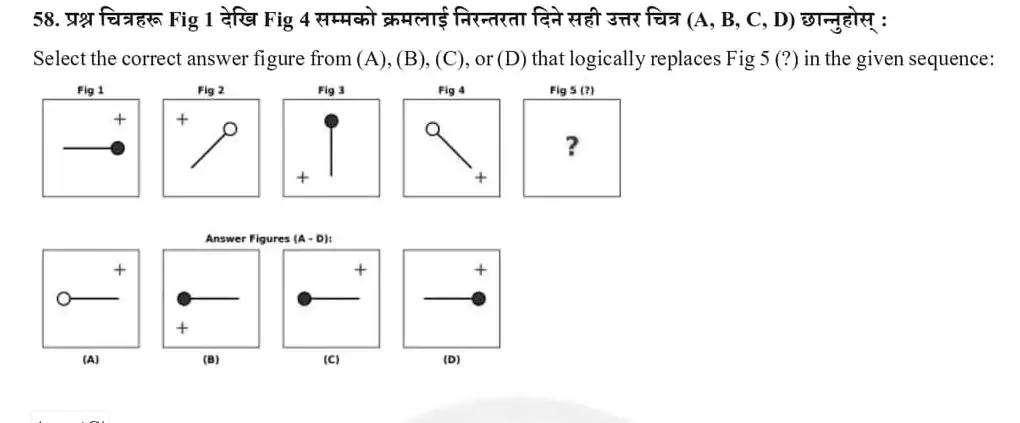 58. प्रश्न चित्रहरू Fig 1 देखि Fig 4 सम्मको क्रमलाई निरन्तरता दिने सही उत्तर चित्र (A, B, C, D) छान्नुहोस् :
Select the correct answer figure from (A), (B), (C), or (D) that logically replaces Fig 5 (?) in the given sequence:
Fig 1 Fig 2 Fig 3 Fig 4 Fig 5 (?)
?
Answer Figures (A - D):
(A) (B) (C) (D)